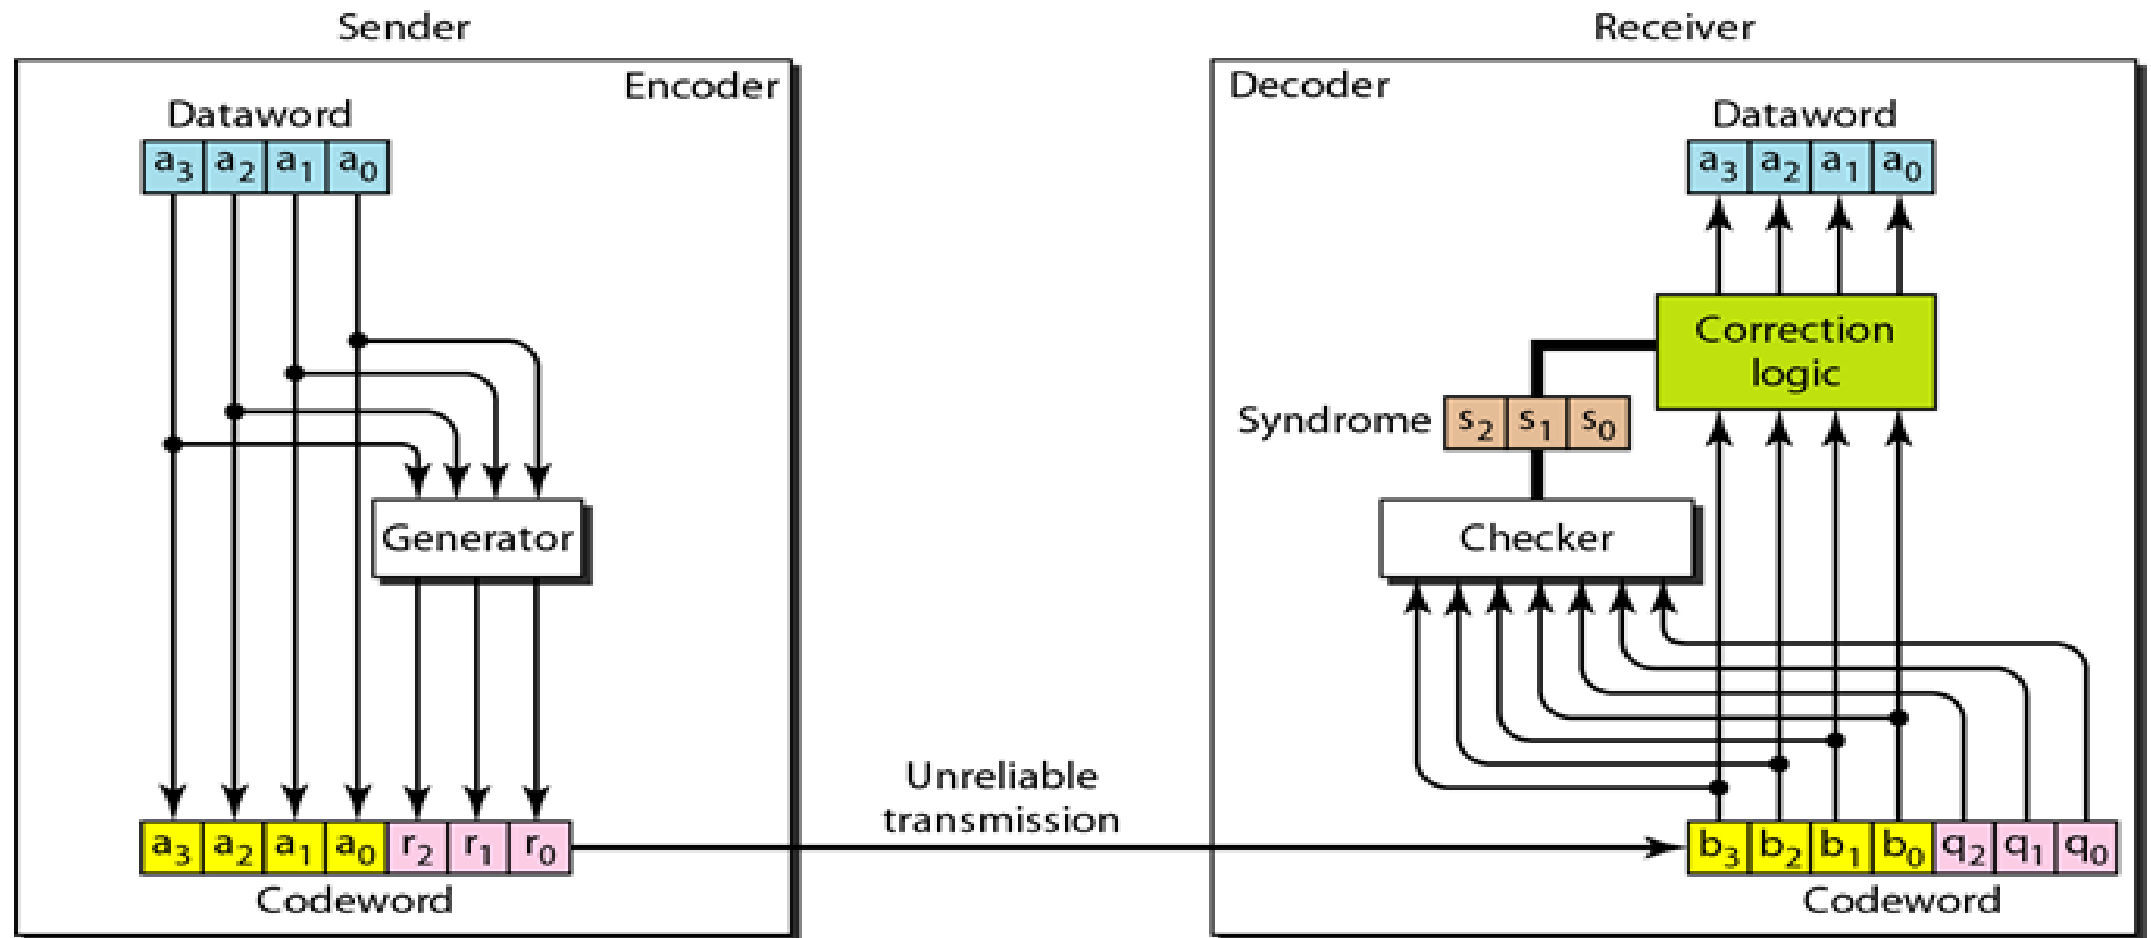 Sender
Encoder
Dataword
a3 a2 a1 a0
Generator
a3 a2 a1 a0 r2 r1 r0
Codeword
Unreliable
transmission
Receiver
Decoder
Dataword
a3 a2 a1 a0
Correction
logic
Syndrome s2 s1 s0
Checker
b3 b2 b1 b0 q2 q1 q0
Codeword